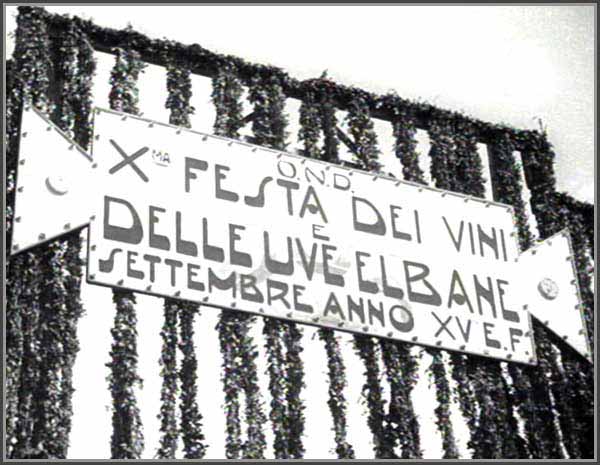 O.N.D.
Xᴹᴬ FESTA DEI VINI
E
DELLE UVE ELBANE
SETTEMBRE ANNO XV E.F.